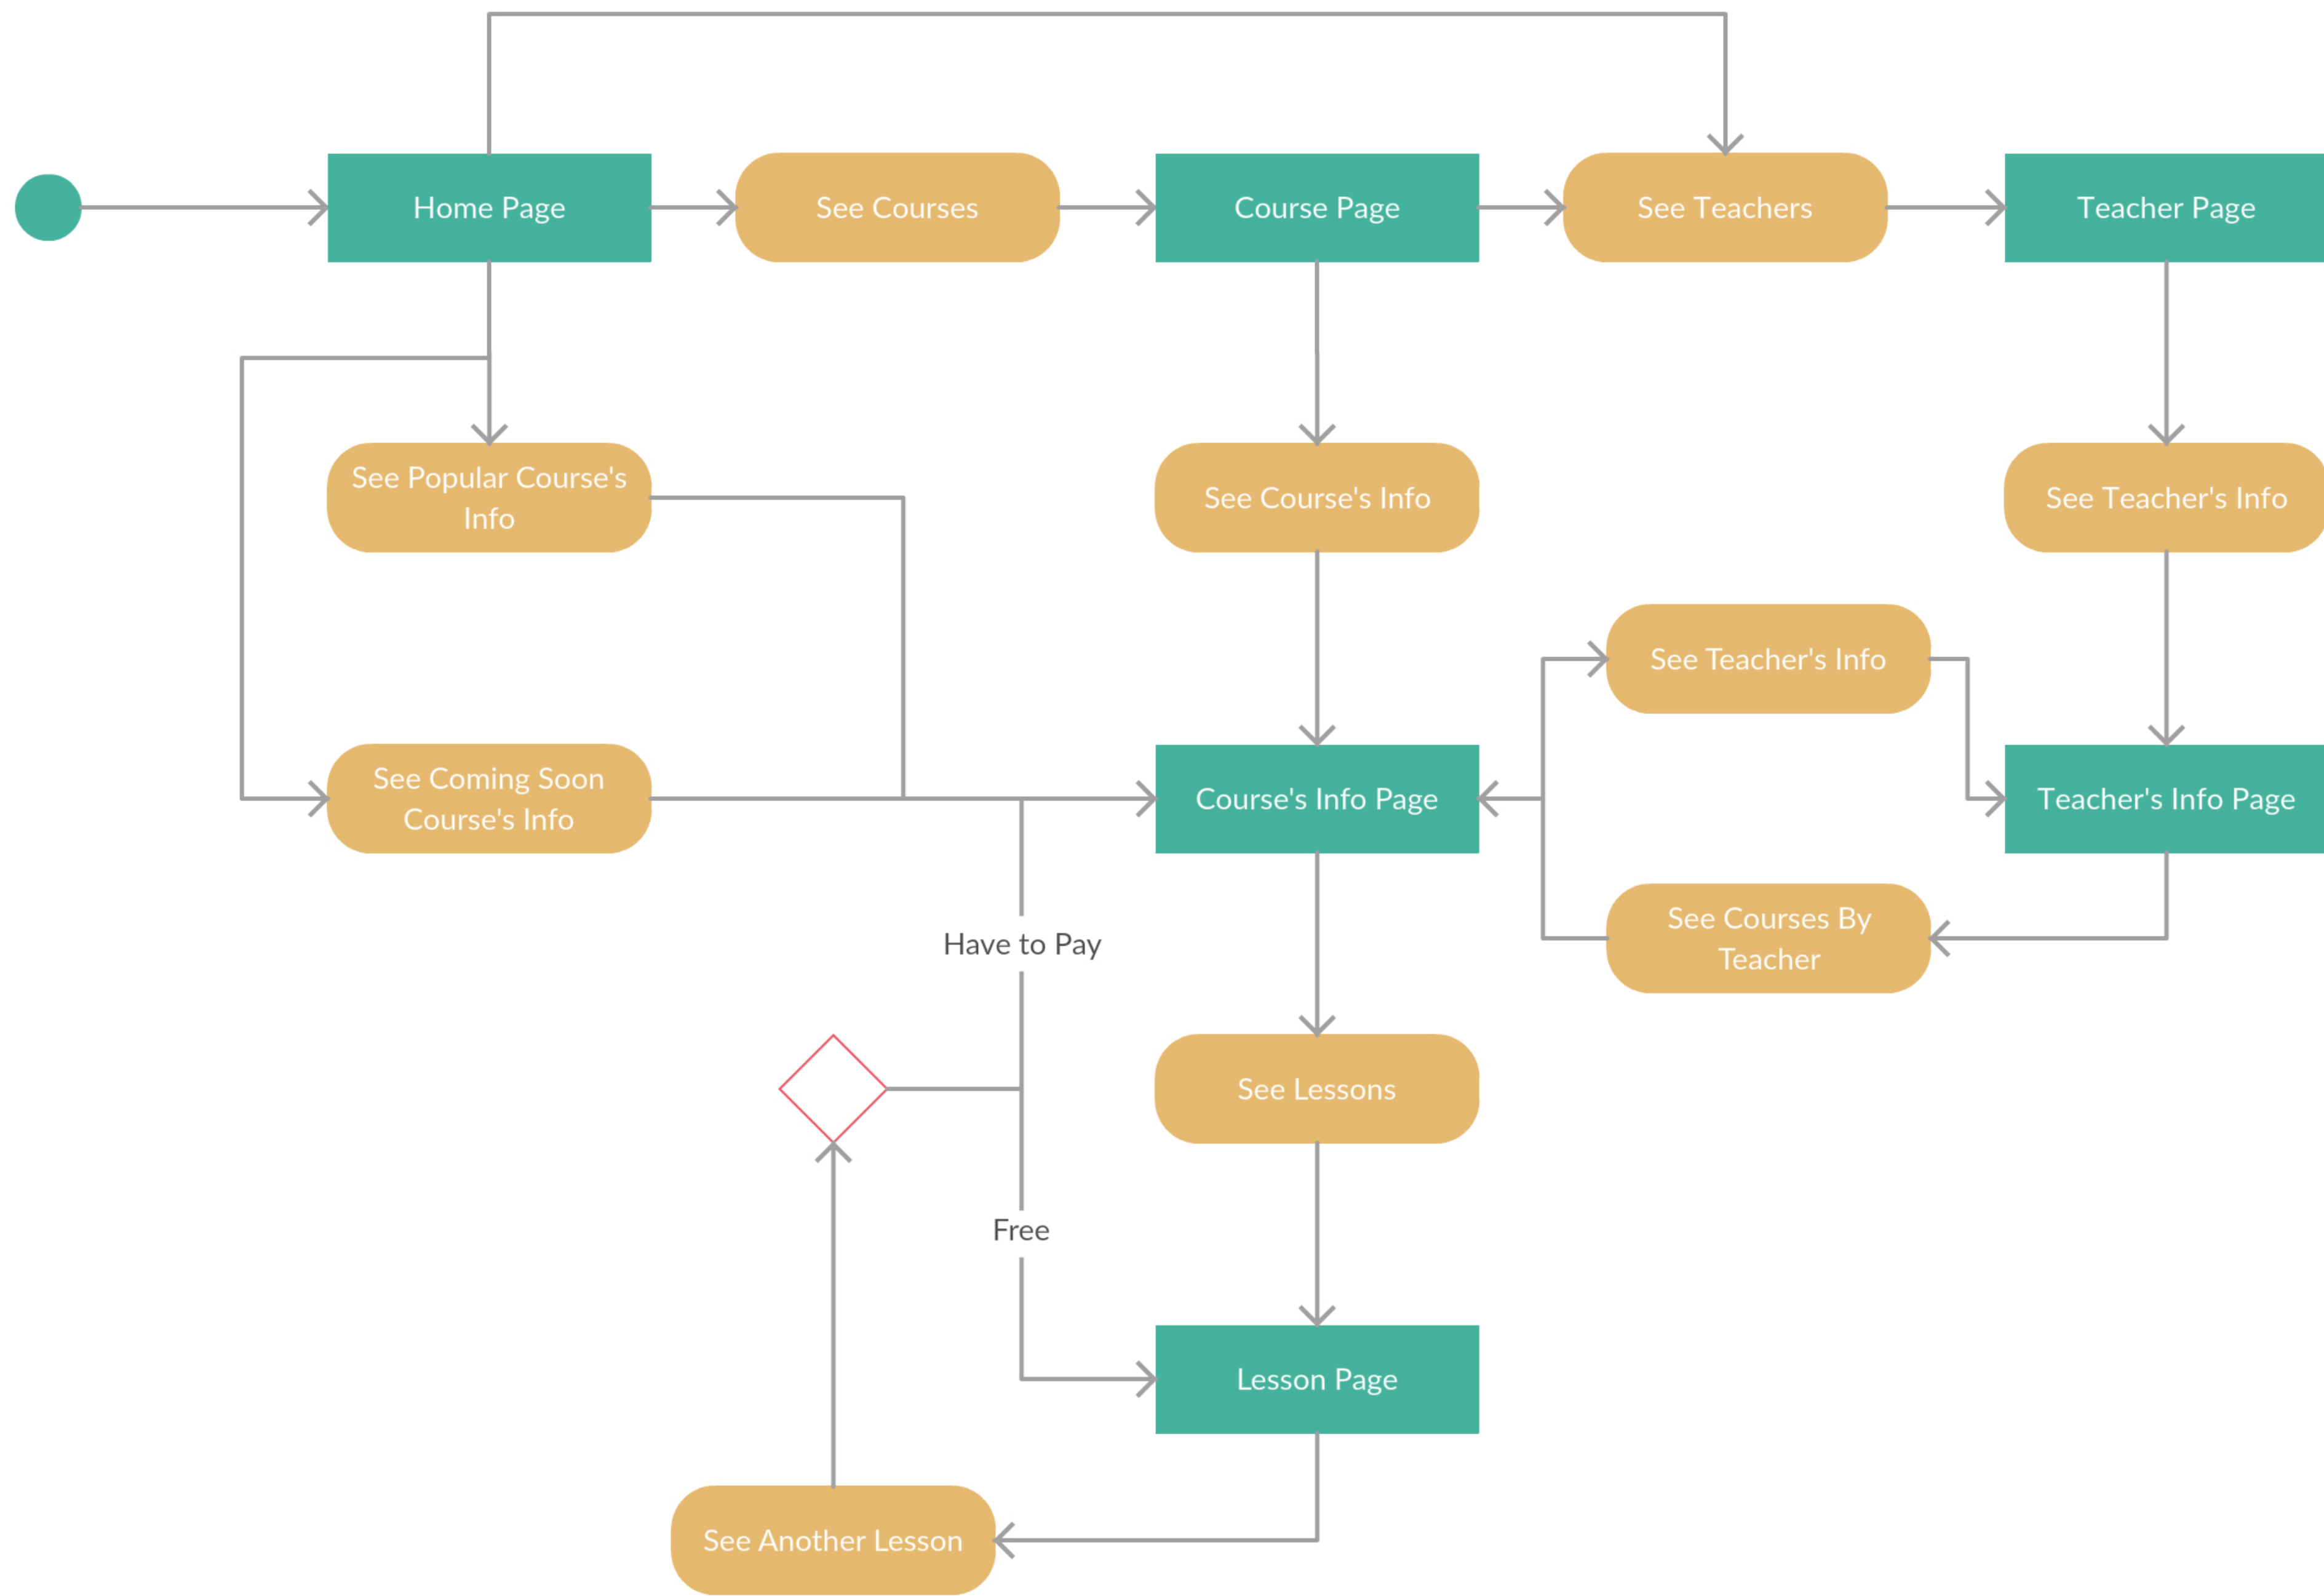 Home Page
See Courses
Course Page
See Teachers
Teacher Page
See Popular Course's
Info
See Course's Info
See Teacher's Info
See Teacher's Info
See Coming Soon
Course's Info
Course's Info Page
Teacher's Info Page
See Courses By
Teacher
Have to Pay
See Lessons
Free
Lesson Page
See Another Lesson